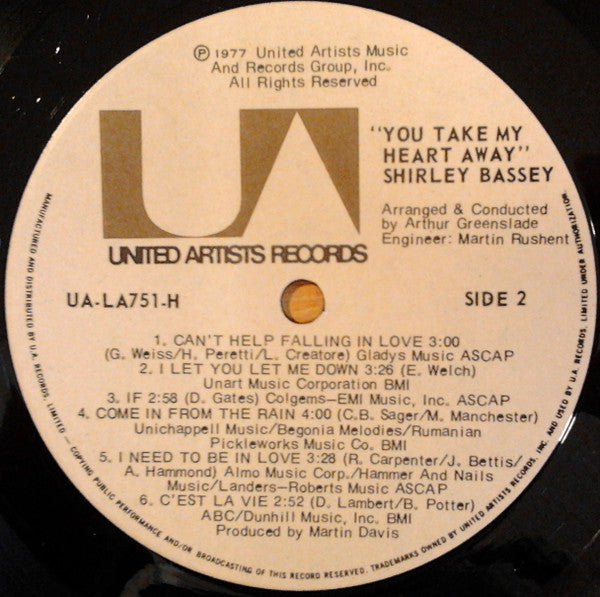 ℗ 1977 United Artists Music
And Records Group, Inc.
All Rights Reserved
UA
UNITED ARTISTS RECORDS
"YOU TAKE MY
HEART AWAY"
SHIRLEY BASSEY
Arranged & Conducted
by Arthur Greenslade
Engineer: Martin Rushent
UA-LA751-H
SIDE 2
1. CAN'T HELP FALLING IN LOVE 3:00
(G. Weiss/H. Peretti/L. Creatore) Gladys Music ASCAP
2. I LET YOU LET ME DOWN 3:26 (E. Welch)
Unart Music Corporation BMI
3. IF 2:58 (D. Gates) Colgems-EMI Music, Inc. ASCAP
4. COME IN FROM THE RAIN 4:00 (C.B. Sager/M. Manchester)
Unichappell Music/Begonia Melodies/Rumanian
Pickleworks Music Co. BMI
5. I NEED TO BE IN LOVE 3:28 (R. Carpenter/J. Bettis/
A. Hammond) Almo Music Corp./Hammer And Nails
Music/Landers-Roberts Music ASCAP
6. C'EST LA VIE 2:52 (D. Lambert/B. Potter)
ABC/Dunhill Music, Inc. BMI
Produced by Martin Davis
MANUFACTURED AND DISTRIBUTED BY U.A. RECORDS, LIMITED — COPYING PUBLIC PERFORMANCE AND/OR BROADCASTING OF THIS RECORD RESERVED. TRADEMARKS OWNED BY UNITED ARTISTS RECORDS, INC. AND USED BY U.A. RECORDS, LIMITED UNDER AUTHORIZATION.